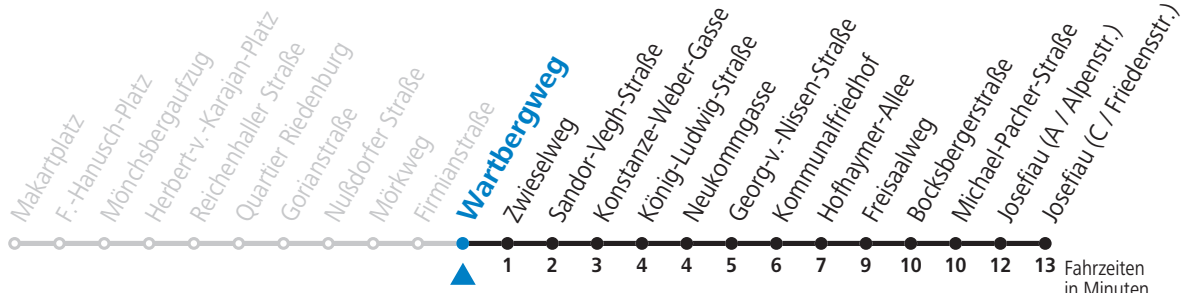 Makartplatz
F.-Hanusch-Platz
Mönchsbergaufzug
Herbert-v.-Karajan-Platz
Reichenhaller Straße
Quartier Riedenburg
Gorianstraße
Nußdorfer Straße
Mörkweg
Firmianstraße
Wartbergweg
Zwieselweg
Sandor-Vegh-Straße
Konstanze-Weber-Gasse
König-Ludwig-Straße
Neukommgasse
Georg-v.-Nissen-Straße
Kommunalfriedhof
Hofhaymer-Allee
Freisaalweg
Bocksbergerstraße
Michael-Pacher-Straße
Josefiau (A / Alpenstr.)
Josefiau (C / Friedensstr.)
1 2 3 4 4 5 6 7 9 10 10 12 13 Fahrzeiten
in Minuten